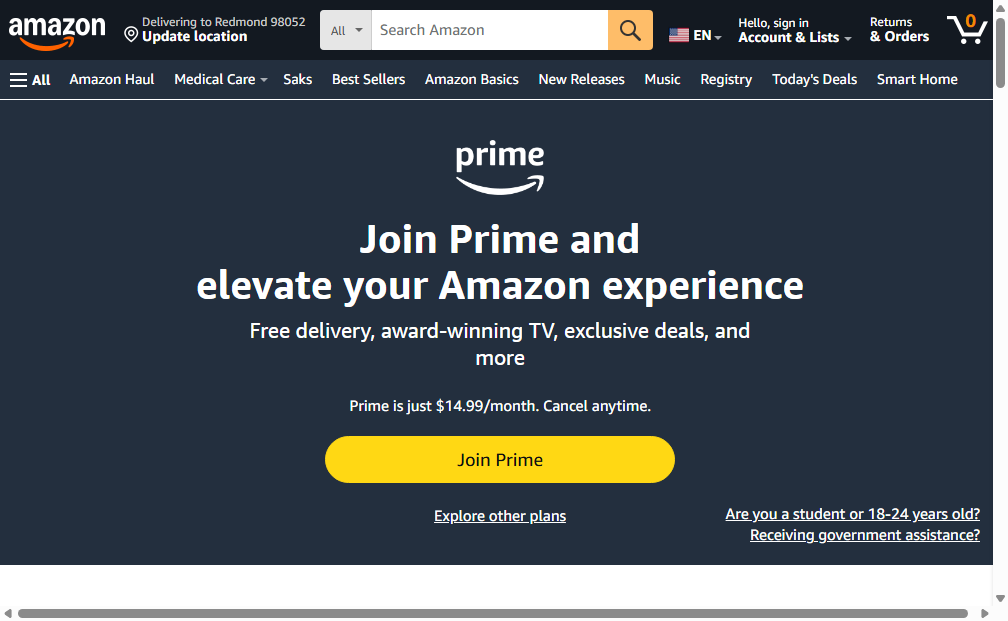 amazon
Delivering to Redmond 98052
Update location
All
Search Amazon
EN
Hello, sign in
Account & Lists
Returns
& Orders
0
All
Amazon Haul
Medical Care
Saks
Best Sellers
Amazon Basics
New Releases
Music
Registry
Today's Deals
Smart Home
prime
Join Prime and
elevate your Amazon experience
Free delivery, award-winning TV, exclusive deals, and
more
Prime is just $14.99/month. Cancel anytime.
Join Prime
Explore other plans
Are you a student or 18-24 years old?
Receiving government assistance?